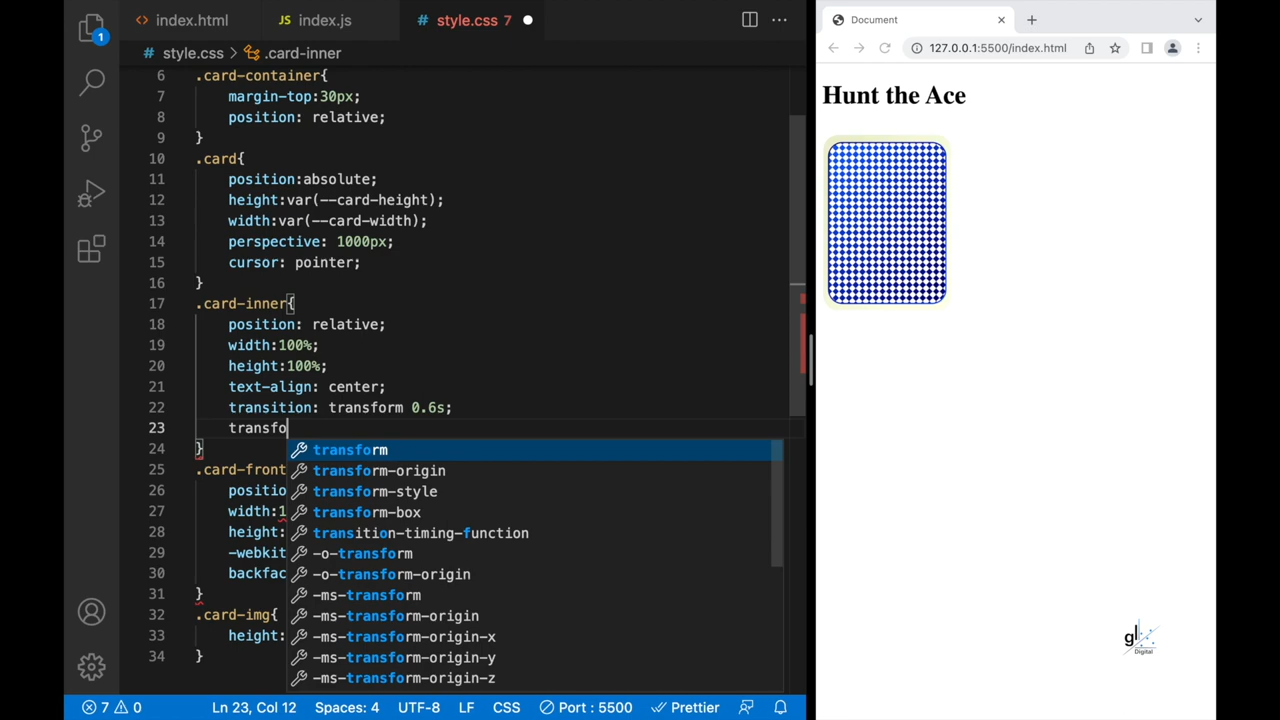 index.html
JS index.js
# style.css 7
# style.css > .card-inner
1
6 .card-container{
7 margin-top:30px;
8 position: relative;
9 }
10 .card{
11 position:absolute;
12 height:var(--card-height);
13 width:var(--card-width);
14 perspective: 1000px;
15 cursor: pointer;
16 }
17 .card-inner{
18 position: relative;
19 width:100%;
20 height:100%;
21 text-align: center;
22 transition: transform 0.6s;
23 transfo
24 }
25 .card-front
26 positio
27 width:1
28 height:
29 -webkit
30 backfac
31 }
32 .card-img{
33 height:
34 }
transform
transform-origin
transform-style
transform-box
transition-timing-function
-o-transform
-o-transform-origin
-ms-transform
-ms-transform-origin
-ms-transform-origin-x
-ms-transform-origin-y
-ms-transform-origin-z
7 0
Ln 23, Col 12
Spaces: 4
UTF-8
LF
CSS
Port : 5500
Prettier
Document
127.0.0.1:5500/index.html
Hunt the Ace
gl
Digital